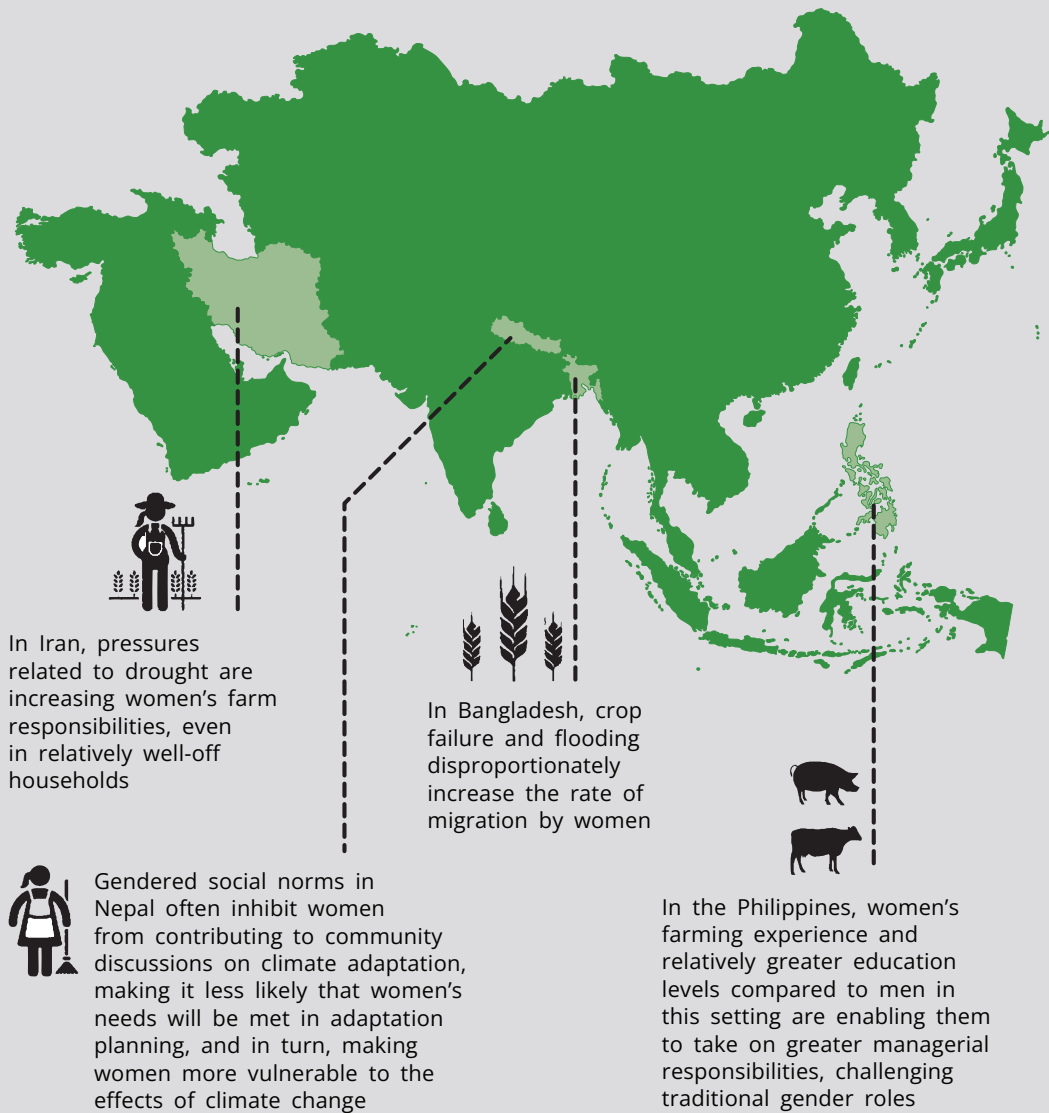 In Iran, pressures
related to drought are
increasing women’s farm
responsibilities, even
in relatively well-off
households
In Bangladesh, crop
failure and flooding
disproportionately
increase the rate of
migration by women
Gendered social norms in
Nepal often inhibit women
from contributing to community
discussions on climate adaptation,
making it less likely that women’s
needs will be met in adaptation
planning, and in turn, making
women more vulnerable to the
effects of climate change
In the Philippines, women’s
farming experience and
relatively greater education
levels compared to men in
this setting are enabling them
to take on greater managerial
responsibilities, challenging
traditional gender roles